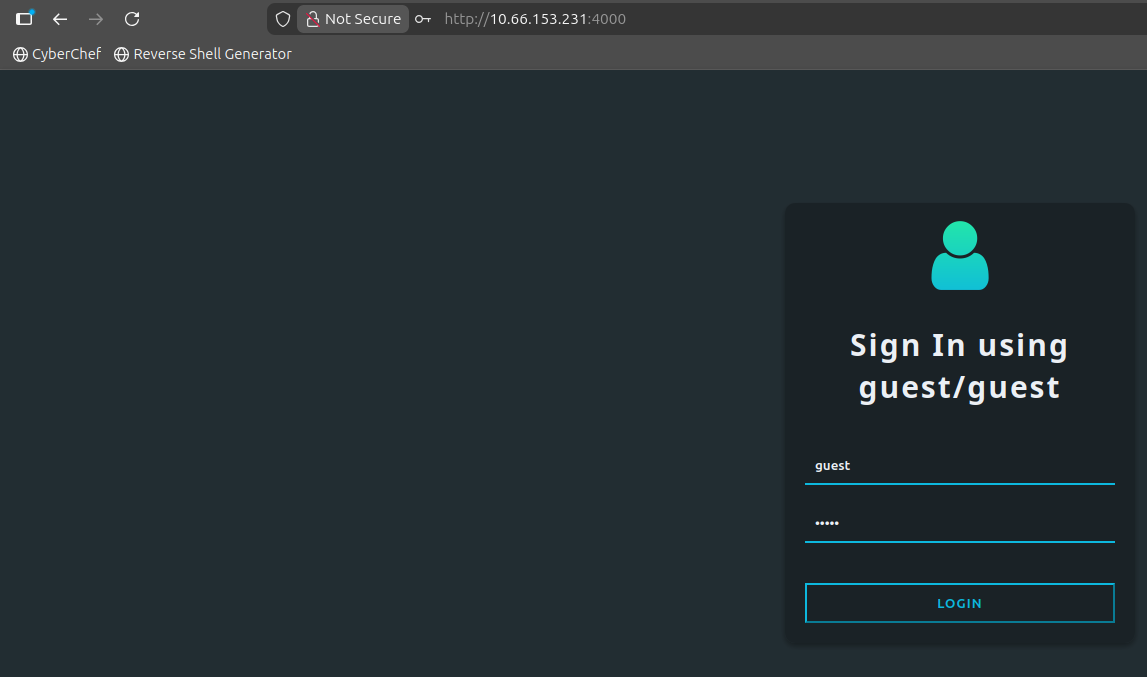 Not Secure http://10.66.153.231:4000
CyberChef Reverse Shell Generator
Sign In using
guest/guest
guest
•••••
LOGIN